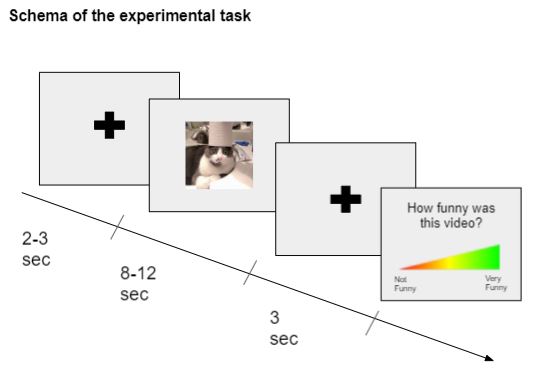 Schema of the experimental task
2-3
sec
8-12
sec
3
sec
How funny was
this video?
Not
Funny
Very
Funny